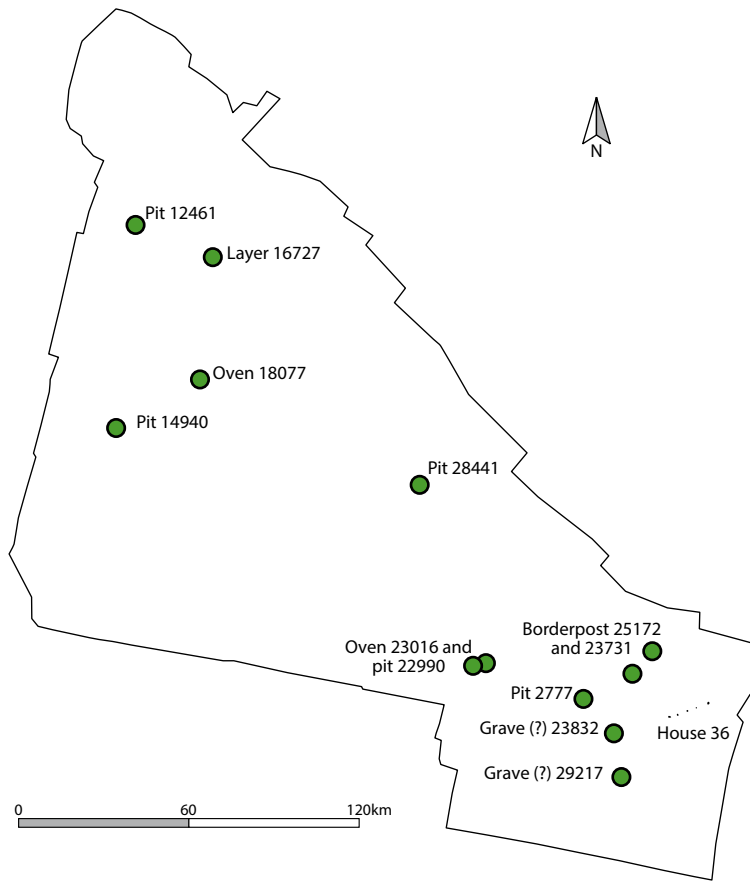 N
Pit 12461
Layer 16727
Oven 18077
Pit 14940
Pit 28441
Borderpost 25172
and 23731
Oven 23016 and
pit 22990
Pit 2777
Grave (?) 23832
House 36
Grave (?) 29217
0 60 120km